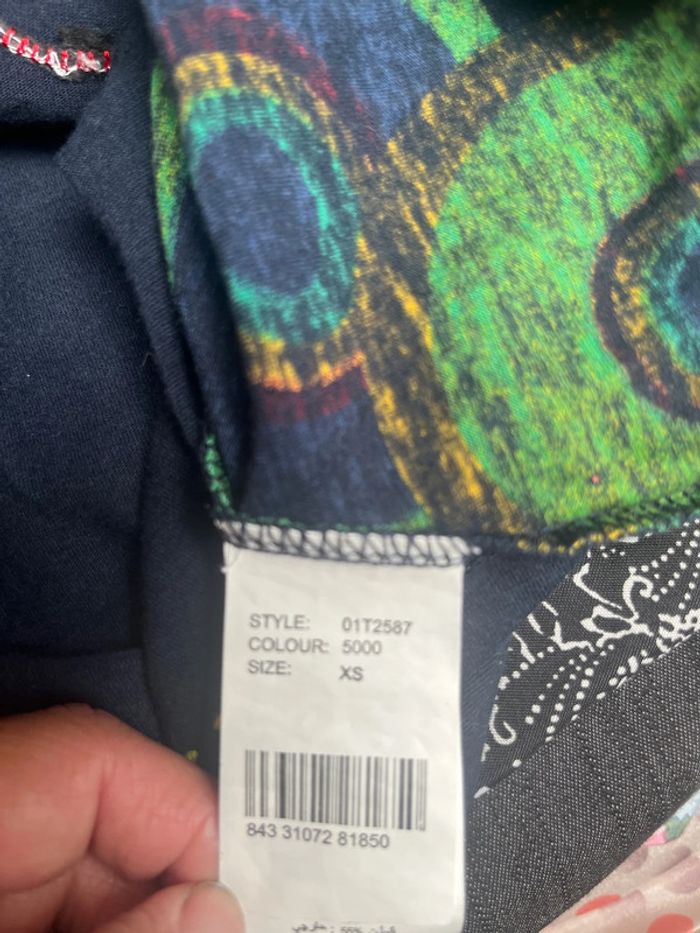 STYLE: 01T2587
COLOUR: 5000
SIZE: XS
843 31072 81850